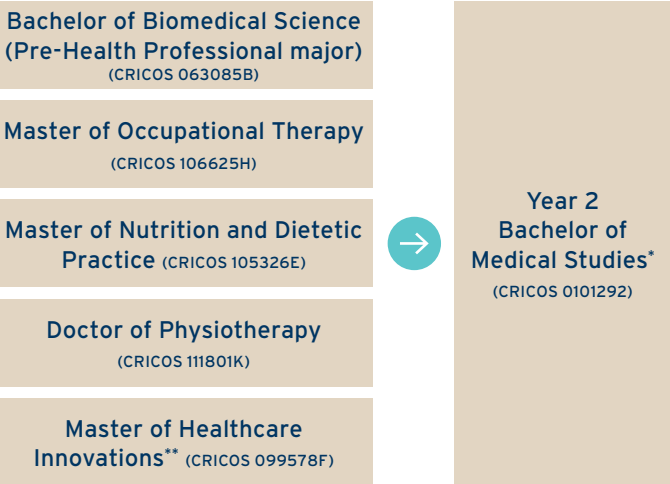 Bachelor of Biomedical Science
(Pre-Health Professional major)
(CRICOS 063085B)
Master of Occupational Therapy
(CRICOS 106625H)
Master of Nutrition and Dietetic
Practice (CRICOS 105326E)
Doctor of Physiotherapy
(CRICOS 111801K)
Master of Healthcare
Innovations** (CRICOS 099578F)
Year 2
Bachelor of
Medical Studies*
(CRICOS 0101292)